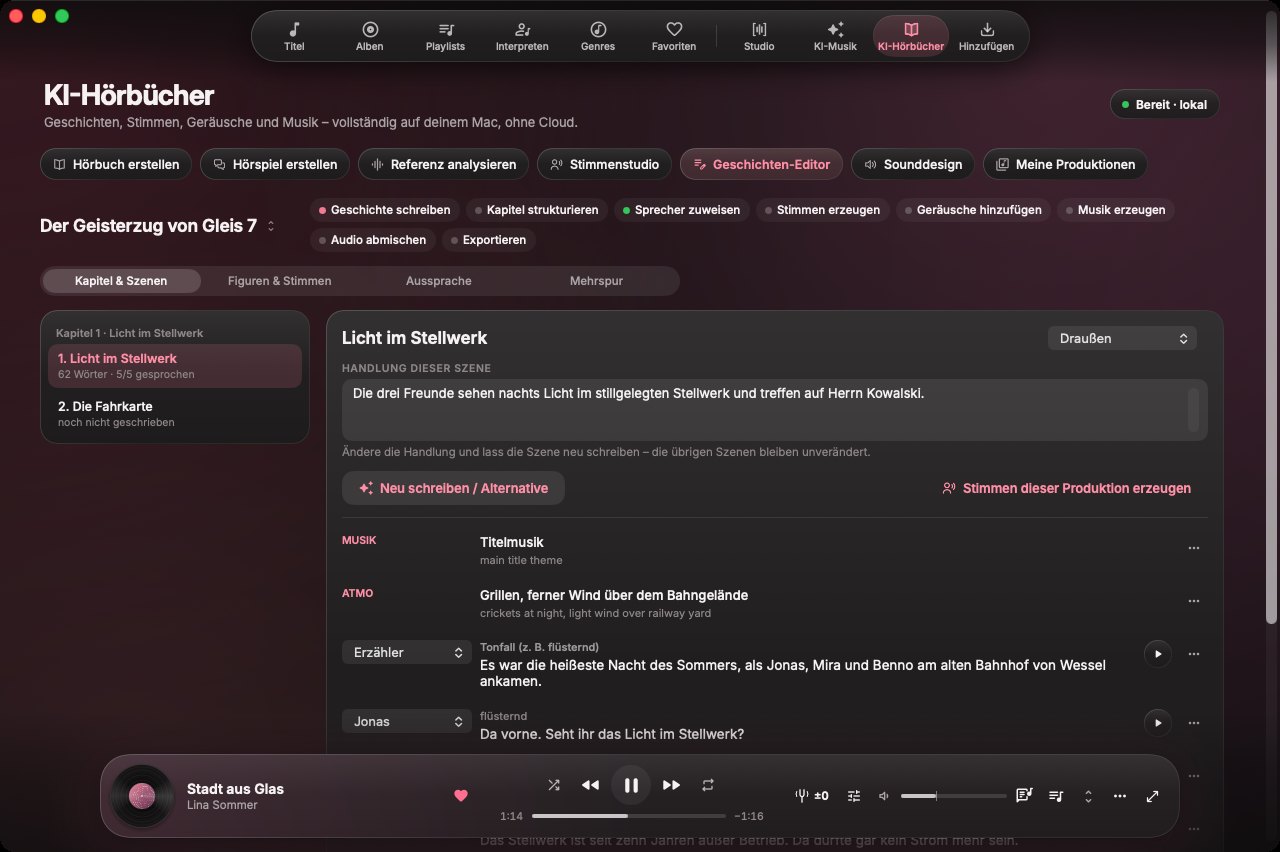 Titel
Alben
Playlists
Interpreten
Genres
Favoriten
Studio
KI-Musik
KI-Hörbücher
Hinzufügen
KI-Hörbücher
Geschichten, Stimmen, Geräusche und Musik – vollständig auf deinem Mac, ohne Cloud.
Bereit · lokal
Hörbuch erstellen
Hörspiel erstellen
Referenz analysieren
Stimmenstudio
Geschichten-Editor
Sounddesign
Meine Produktionen
Der Geisterzug von Gleis 7
Geschichte schreiben
Kapitel strukturieren
Sprecher zuweisen
Stimmen erzeugen
Geräusche hinzufügen
Musik erzeugen
Audio abmischen
Exportieren
Kapitel & Szenen
Figuren & Stimmen
Aussprache
Mehrspur
Kapitel 1 · Licht im Stellwerk
1. Licht im Stellwerk
62 Wörter · 5/5 gesprochen
2. Die Fahrkarte
noch nicht geschrieben
Licht im Stellwerk
Draußen
HANDLUNG DIESER SZENE
Die drei Freunde sehen nachts Licht im stillgelegten Stellwerk und treffen auf Herrn Kowalski.
Ändere die Handlung und lass die Szene neu schreiben – die übrigen Szenen bleiben unverändert.
Neu schreiben / Alternative
Stimmen dieser Produktion erzeugen
MUSIK
Titelmusik
main title theme
ATMO
Grillen, ferner Wind über dem Bahngelände
crickets at night, light wind over railway yard
Erzähler
Tonfall (z. B. flüsternd)
Es war die heißeste Nacht des Sommers, als Jonas, Mira und Benno am alten Bahnhof von Wessel
ankamen.
Jonas
flüsternd
Da vorne. Seht ihr das Licht im Stellwerk?
Stadt aus Glas
Lina Sommer
1:14
−1:16
±0
Das Stellwerk ist seit zehn Jahren außer Betrieb. Da dürfte gar kein Strom mehr sein.